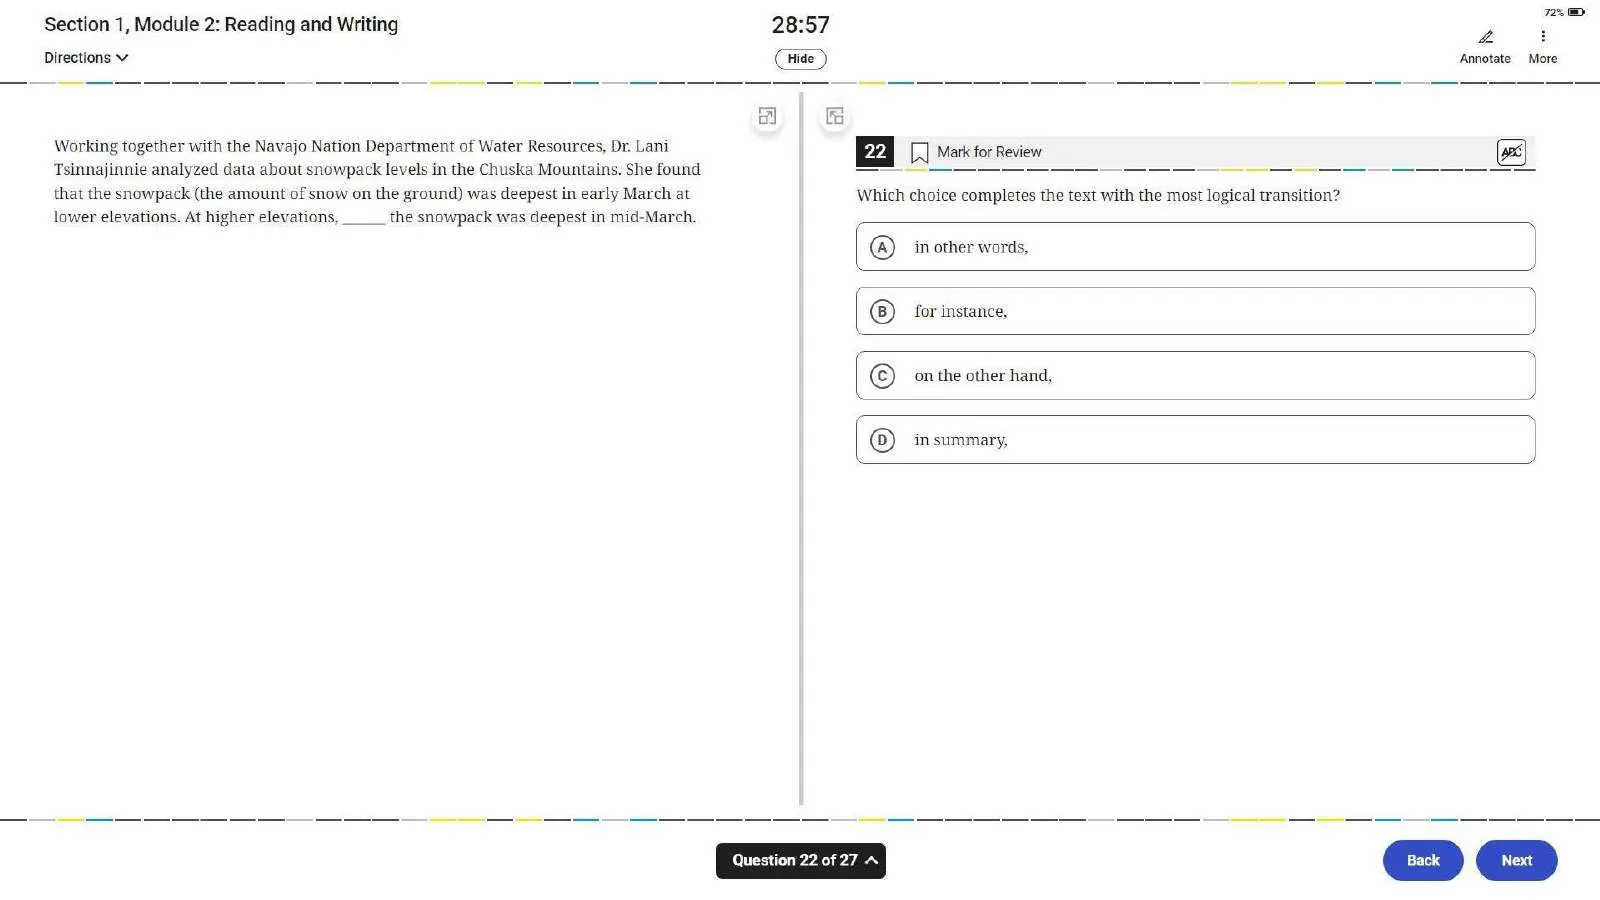 Section 1, Module 2: Reading and Writing
28:57
72%
Directions
Hide
Annotate
More
Working together with the Navajo Nation Department of Water Resources, Dr. Lani
Tsinnajinnie analyzed data about snowpack levels in the Chuska Mountains. She found
that the snowpack (the amount of snow on the ground) was deepest in early March at
lower elevations. At higher elevations, ______ the snowpack was deepest in mid-March.
22
Mark for Review
ABC
Which choice completes the text with the most logical transition?
A in other words,
B for instance,
C on the other hand,
D in summary,
Question 22 of 27
Back
Next